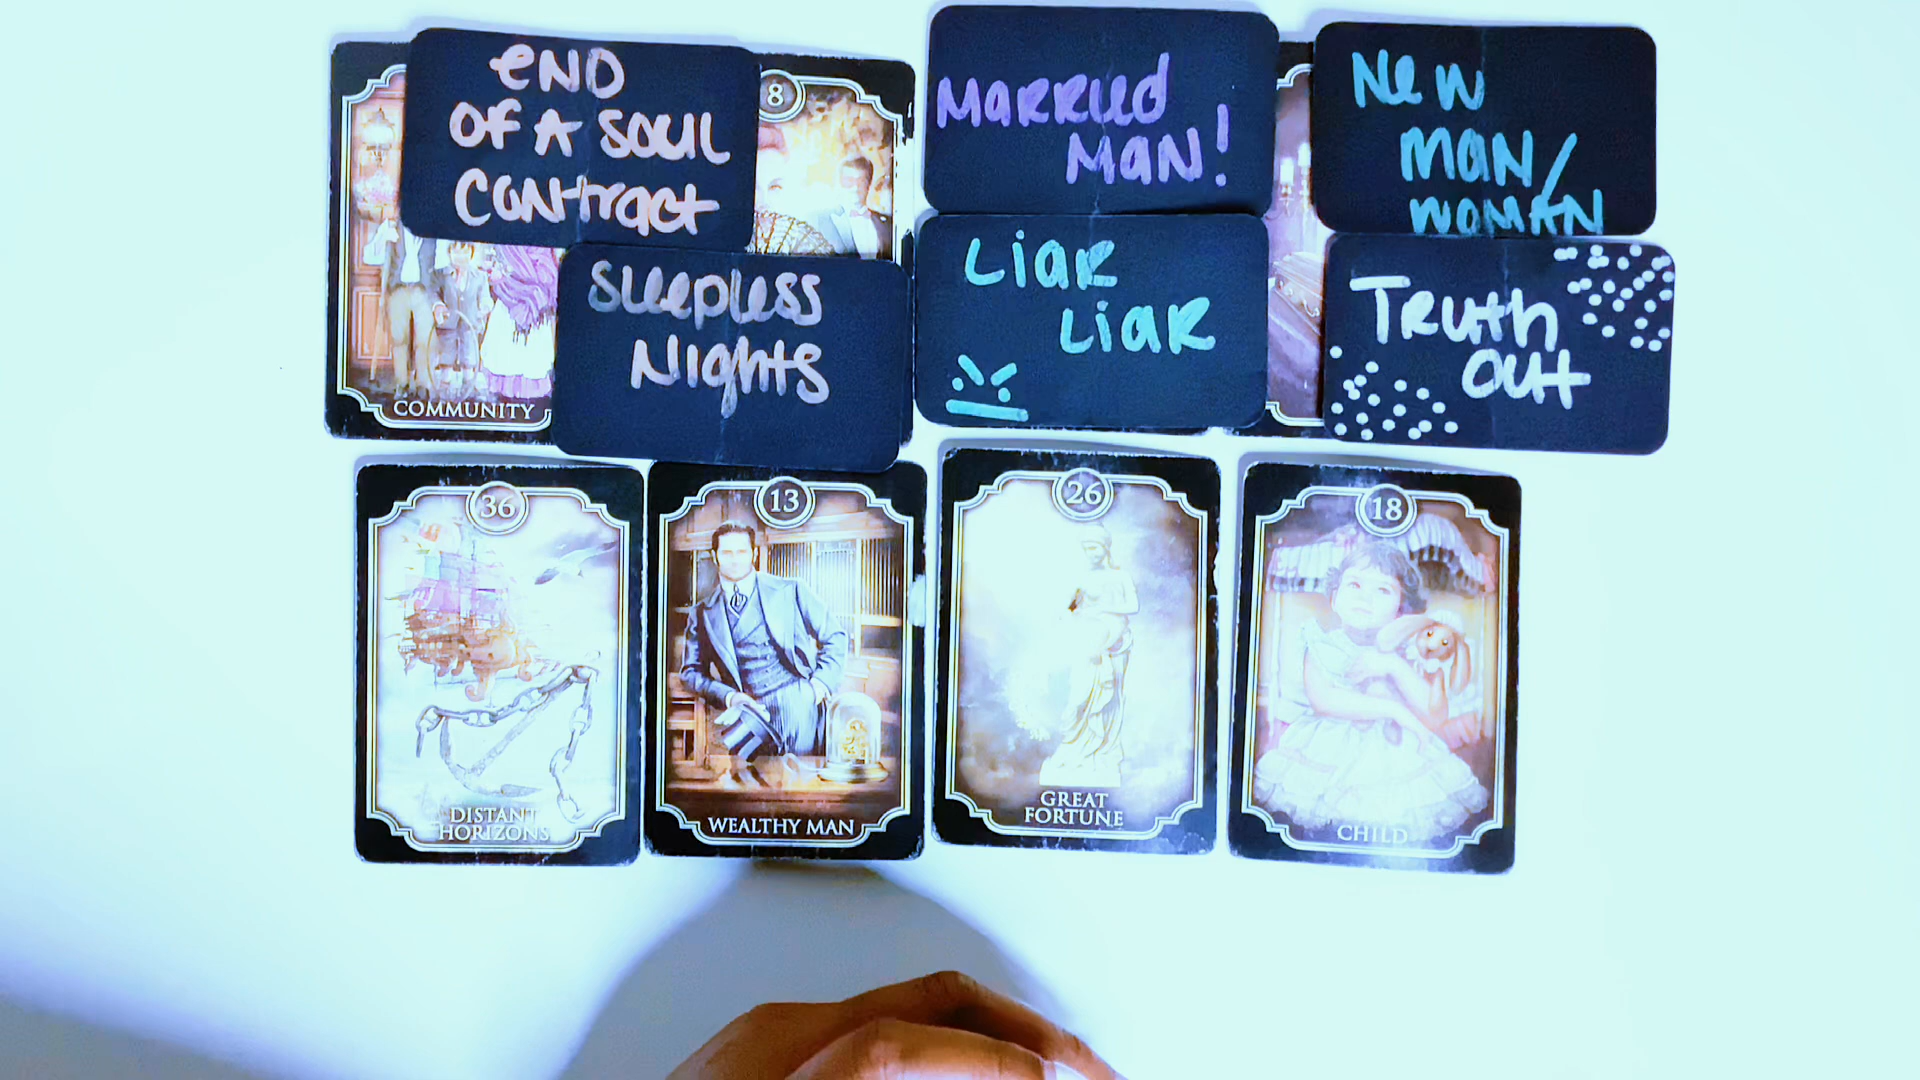 END
OF A SOUL
CONTRACT
8
MARRIED
MAN!
NEW
MAN/
WOMAN
SLEEPLESS
NIGHTS
LIAR
LIAR
TRUTH
OUT
COMMUNITY
36
DISTANT
HORIZONS
13
WEALTHY MAN
26
GREAT
FORTUNE
18
CHILD